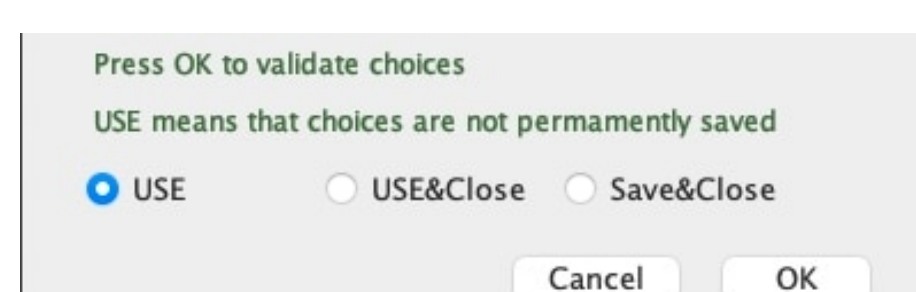 Press OK to validate choices
USE means that choices are not permamently saved
USE USE&Close Save&Close
Cancel OK